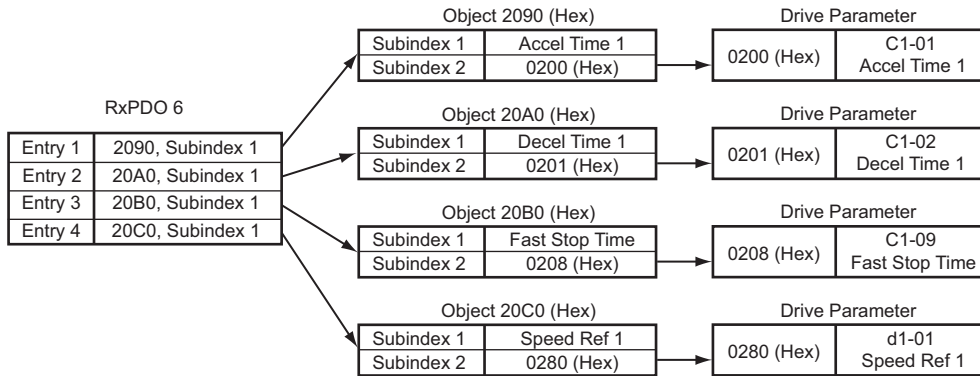 Object 2090 (Hex)
Subindex 1 Accel Time 1
Subindex 2 0200 (Hex)
Drive Parameter
0200 (Hex) C1-01
Accel Time 1
RxPDO 6
Entry 1 2090, Subindex 1
Entry 2 20A0, Subindex 1
Entry 3 20B0, Subindex 1
Entry 4 20C0, Subindex 1
Object 20A0 (Hex)
Subindex 1 Decel Time 1
Subindex 2 0201 (Hex)
Drive Parameter
0201 (Hex) C1-02
Decel Time 1
Object 20B0 (Hex)
Subindex 1 Fast Stop Time
Subindex 2 0208 (Hex)
Drive Parameter
0208 (Hex) C1-09
Fast Stop Time
Object 20C0 (Hex)
Subindex 1 Speed Ref 1
Subindex 2 0280 (Hex)
Drive Parameter
0280 (Hex) d1-01
Speed Ref 1